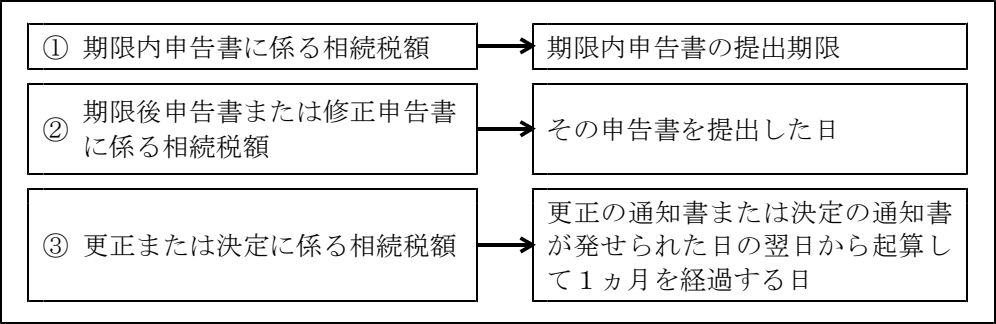 ① 期限内申告書に係る相続税額
期限内申告書の提出期限
② 期限後申告書または修正申告書
に係る相続税額
その申告書を提出した日
③ 更正または決定に係る相続税額
更正の通知書または決定の通知書
が発せられた日の翌日から起算し
て１ヵ月を経過する日